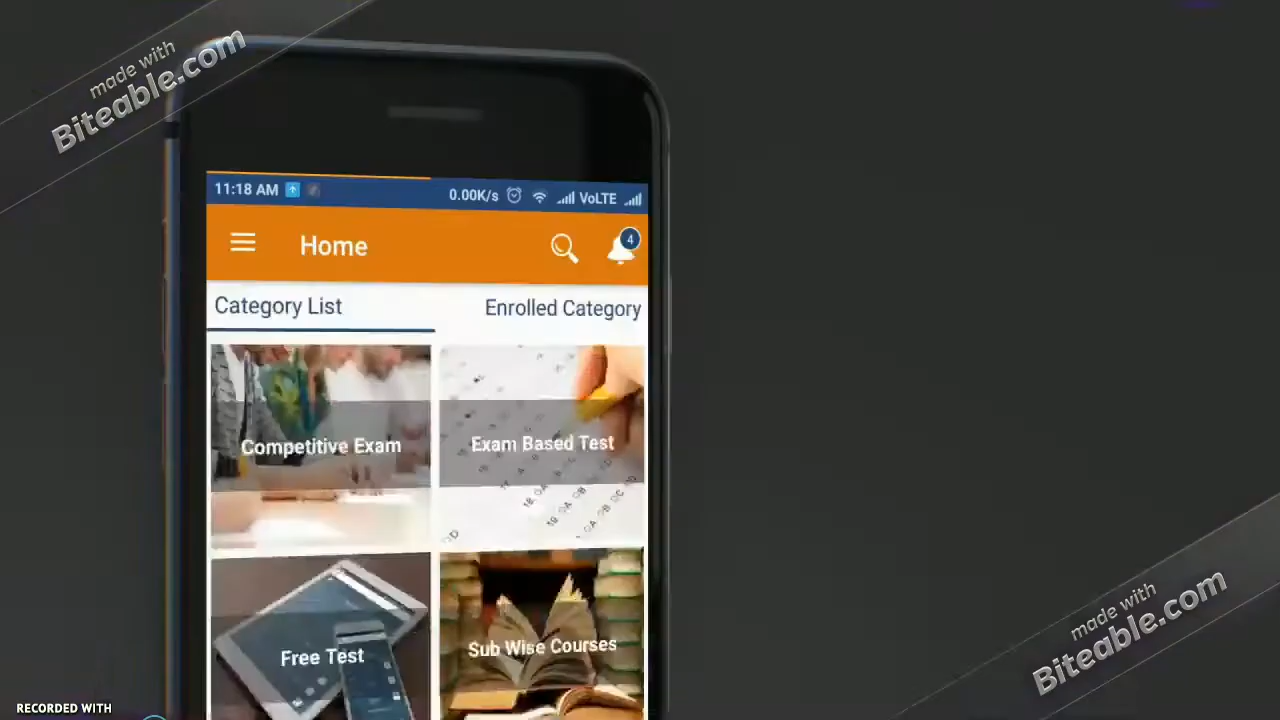 made with
Biteable.com
11:18 AM
0.00K/s
VoLTE
Home
4
Category List
Enrolled Category
Competitive Exam
Exam Based Test
Free Test
Sub Wise Courses
made with
Biteable.com
RECORDED WITH